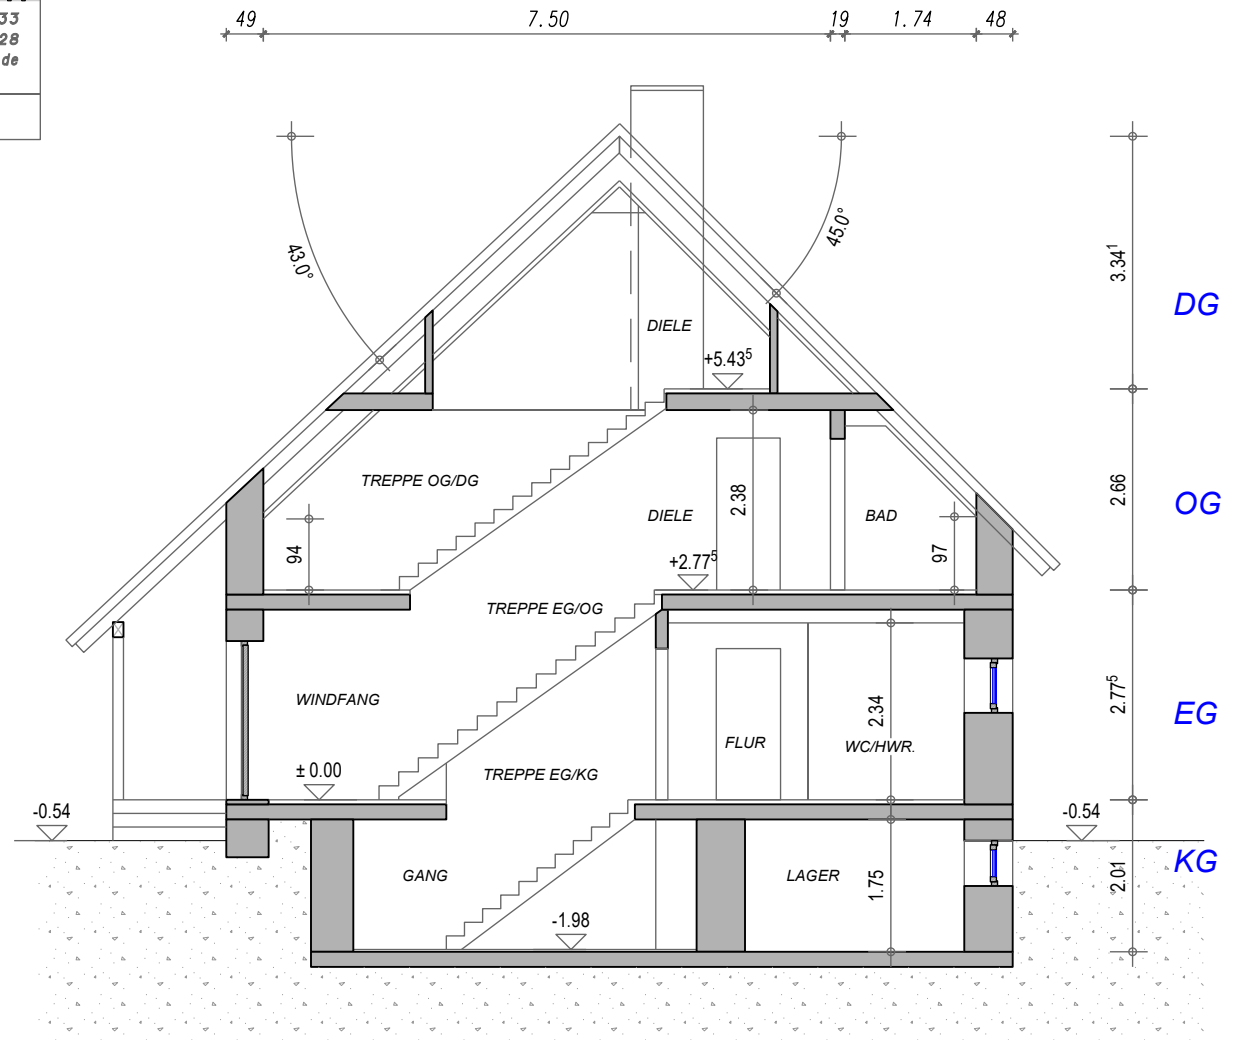 33
28
de
49 7.50 19 1.74 48
43.0°
45.0°
3.34¹
DG
DIELE
+5.43⁵
TREPPE OG/DG
2.38
2.66
OG
DIELE
BAD
94
97
+2.77⁵
TREPPE EG/OG
WINDFANG
2.34
2.77⁵
EG
FLUR
WC/HWR.
± 0.00
TREPPE EG/KG
-0.54
-0.54
KG
GANG
LAGER
1.75
2.01
-1.98